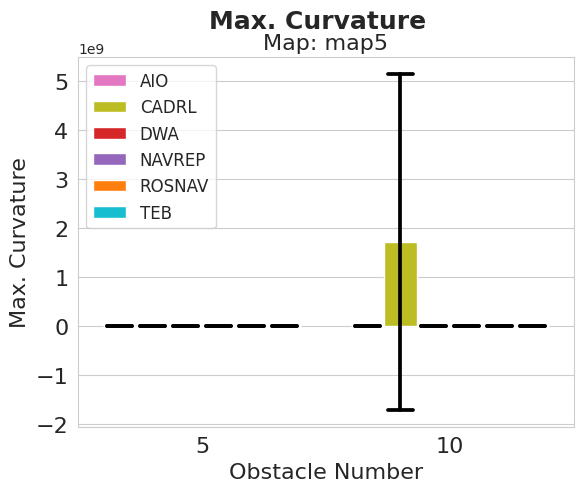 Max. Curvature
Map: map5
1e9
AIO
CADRL
DWA
NAVREP
ROSNAV
TEB
Max. Curvature
5
4
3
2
1
0
−1
−2
5 10
Obstacle Number